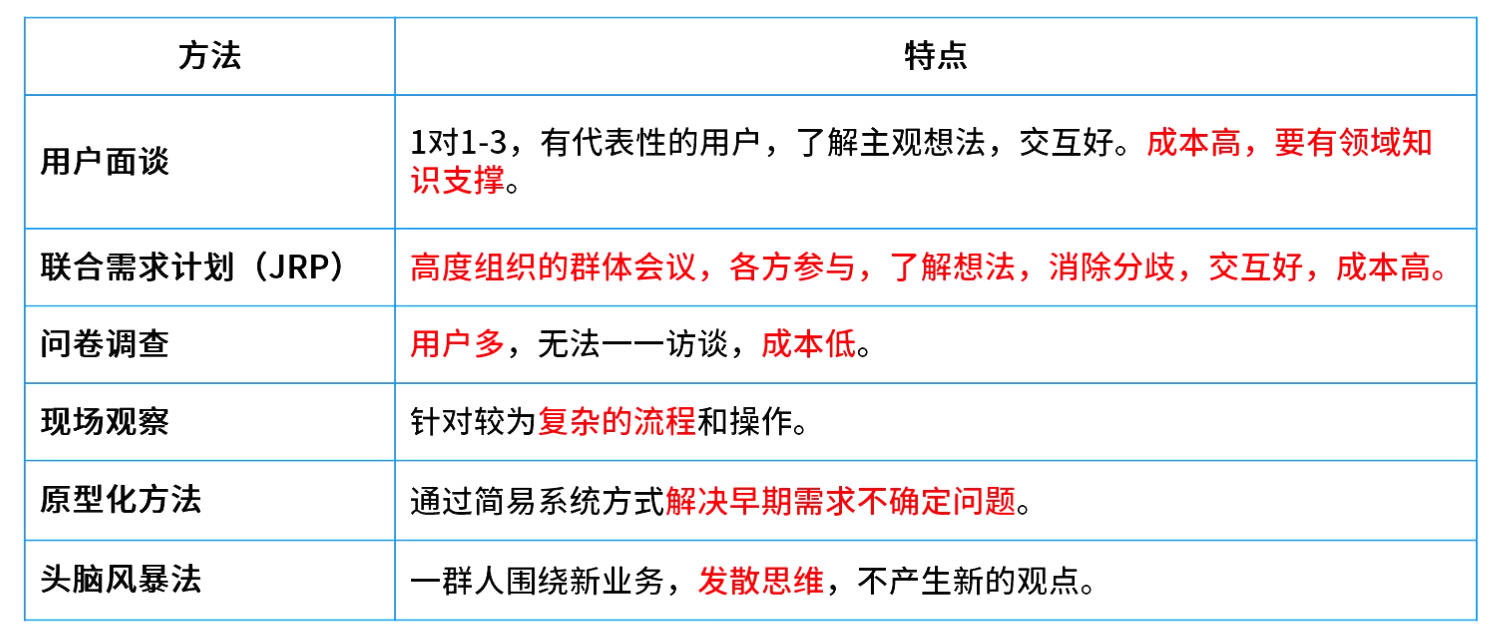 方法
特点
用户面谈
1对1-3，有代表性的用户，了解主观想法，交互好。成本高，要有领域知
识支撑。
联合需求计划（JRP）
高度组织的群体会议，各方参与，了解想法，消除分歧，交互好，成本高。
问卷调查
用户多，无法一一访谈，成本低。
现场观察
针对较为复杂的流程和操作。
原型化方法
通过简易系统方式解决早期需求不确定问题。
头脑风暴法
一群人围绕新业务，发散思维，不产生新的观点。